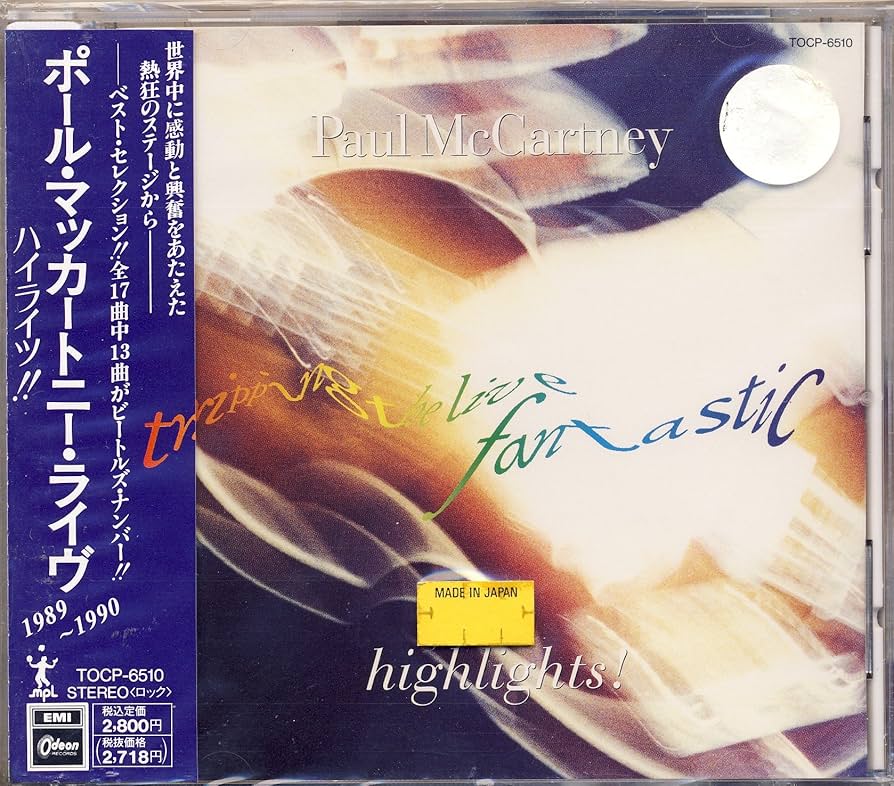 世界中に感動と興奮をあたえた
熱狂のステージから――
――ベスト・セレクション!!全17曲中13曲がビートルズ・ナンバー!!
ポール・マッカートニー・ライヴ
ハイライツ!!
1989
~1990
mpl
TOCP-6510
STEREO〈ロック〉
EMI
Odeon
RECORDS
税込定価
2,800円
(税抜価格
2,718円)
TOCP-6510
Paul McCartney
tripping the live
fantastic
MADE IN JAPAN
highlights!